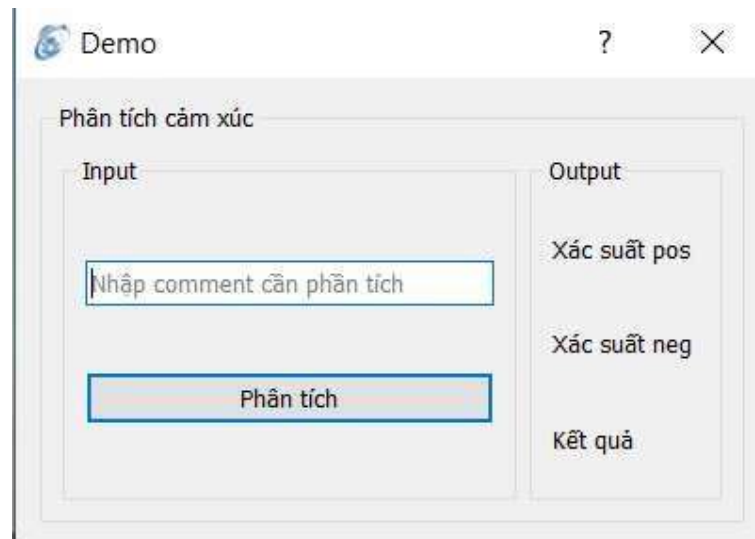 Demo
?
Phân tích cảm xúc
Input
Nhập comment cần phần tích
Phân tích
Output
Xác suất pos
Xác suất neg
Kết quả